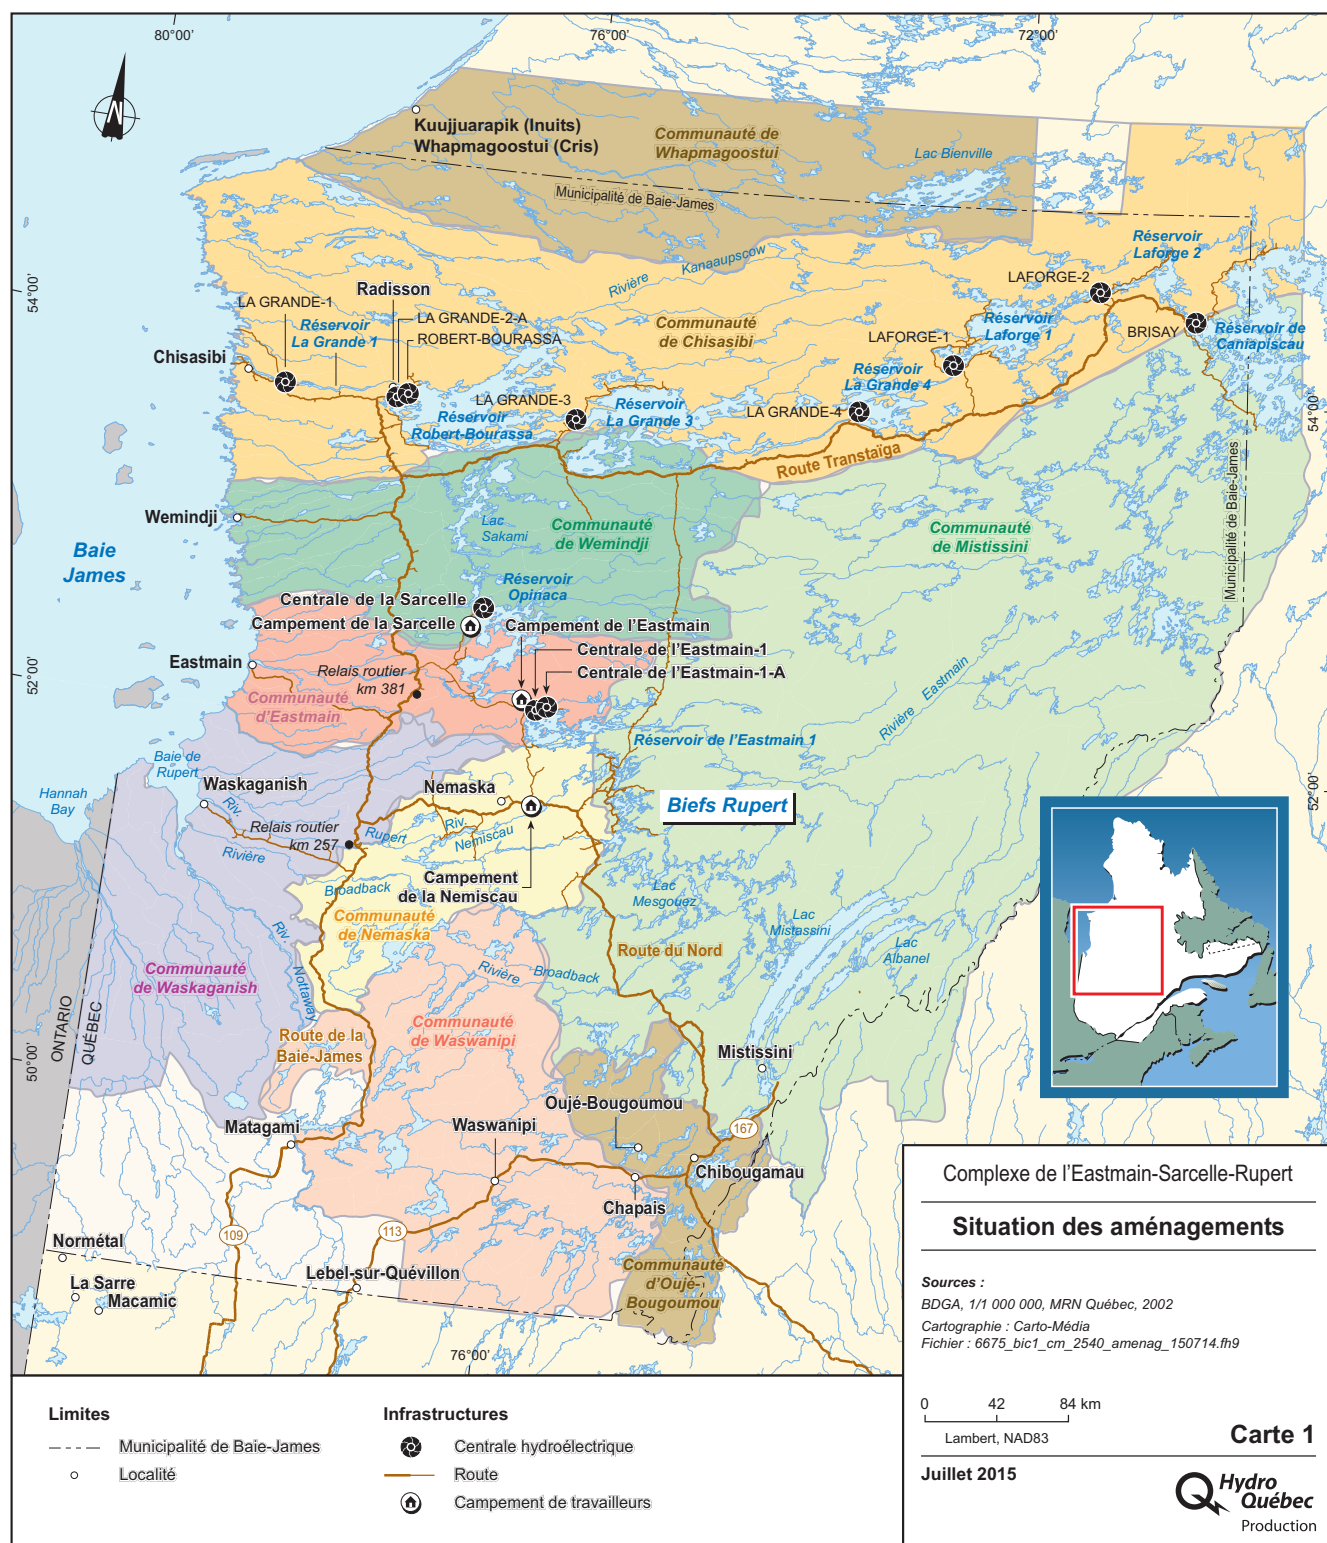 80°00'
76°00'
72°00'
N
Kuujjuarapik (Inuits)
Whapmagoostui (Cris)
Communauté de
Whapmagoostui
Lac Bienville
Municipalité de Baie-James
Réservoir
Laforge 2
Rivière Kanaaupscow
LAFORGE-2
54°00'
Radisson
LA GRANDE-1
LA GRANDE-2-A
ROBERT-BOURASSA
Réservoir
La Grande 1
Communauté
de Chisasibi
Réservoir
Laforge 1
LAFORGE-1
BRISAY
Réservoir de
Caniapiscau
Chisasibi
Réservoir
La Grande 4
LA GRANDE-3
Réservoir
La Grande 3
LA GRANDE-4
Réservoir
Robert-Bourassa
54°00'
Route Transtaïga
Municipalité de Baie-James
Wemindji
Lac
Sakami
Communauté
de Wemindji
Communauté
de Mistissini
Baie
James
Réservoir
Opinaca
Centrale de la Sarcelle
Campement de la Sarcelle
Campement de l'Eastmain
Centrale de l'Eastmain-1
Centrale de l'Eastmain-1-A
Eastmain
52°00'
Relais routier
km 381
Communauté
d'Eastmain
Rivière Eastmain
Réservoir de l'Eastmain 1
Baie de
Rupert
Hannah
Bay
Waskaganish
Nemaska
Biefs Rupert
52°00'
Riv.
Rupert
Relais routier
km 257
Riv.
Nemiscau
Rivière
Broadback
Campement
de la Nemiscau
Lac
Mesgouez
Lac
Mistassini
Communauté
de Nemaska
Riv.
Nottaway
Route du Nord
Lac
Albanel
Communauté
de Waskaganish
Rivière Broadback
ONTARIO
QUÉBEC
Communauté
de Waswanipi
Route de la
Baie-James
50°00'
Mistissini
Oujé-Bougoumou
Matagami
Waswanipi
167
Chibougamau
Chapais
109
113
Normétal
La Sarre
Macamic
Lebel-sur-Quévillon
Communauté
d'Oujé-
Bougoumou
76°00'
Complexe de l'Eastmain-Sarcelle-Rupert
Situation des aménagements
Sources :
BDGA, 1/1 000 000, MRN Québec, 2002
Cartographie : Carto-Média
Fichier : 6675_bic1_cm_2540_amenag_150714.fh9
0 42 84 km
Lambert, NAD83
Carte 1
Juillet 2015
Hydro
Québec
Production
Limites
Municipalité de Baie-James
Localité
Infrastructures
Centrale hydroélectrique
Route
Campement de travailleurs